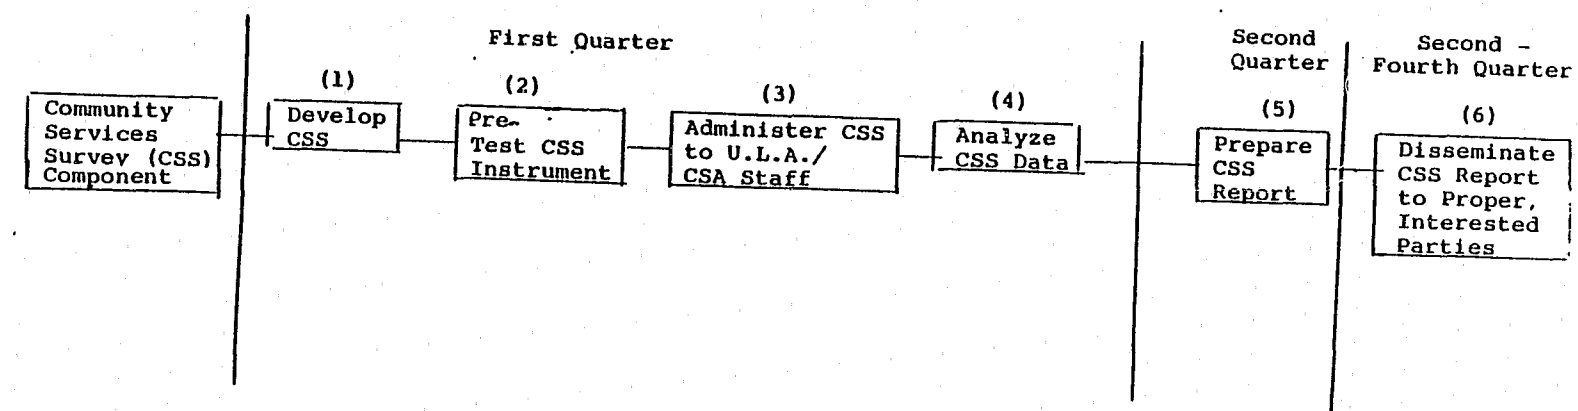 First Quarter
Second
Quarter
Second -
Fourth Quarter
Community
Services
Survey (CSS)
Component
(1)
Develop
CSS
(2)
Pre-
Test CSS
Instrument
(3)
Administer CSS
to U.L.A./
CSA Staff
(4)
Analyze
CSS Data
(5)
Prepare
CSS
Report
(6)
Disseminate
CSS Report
to Proper,
Interested
Parties